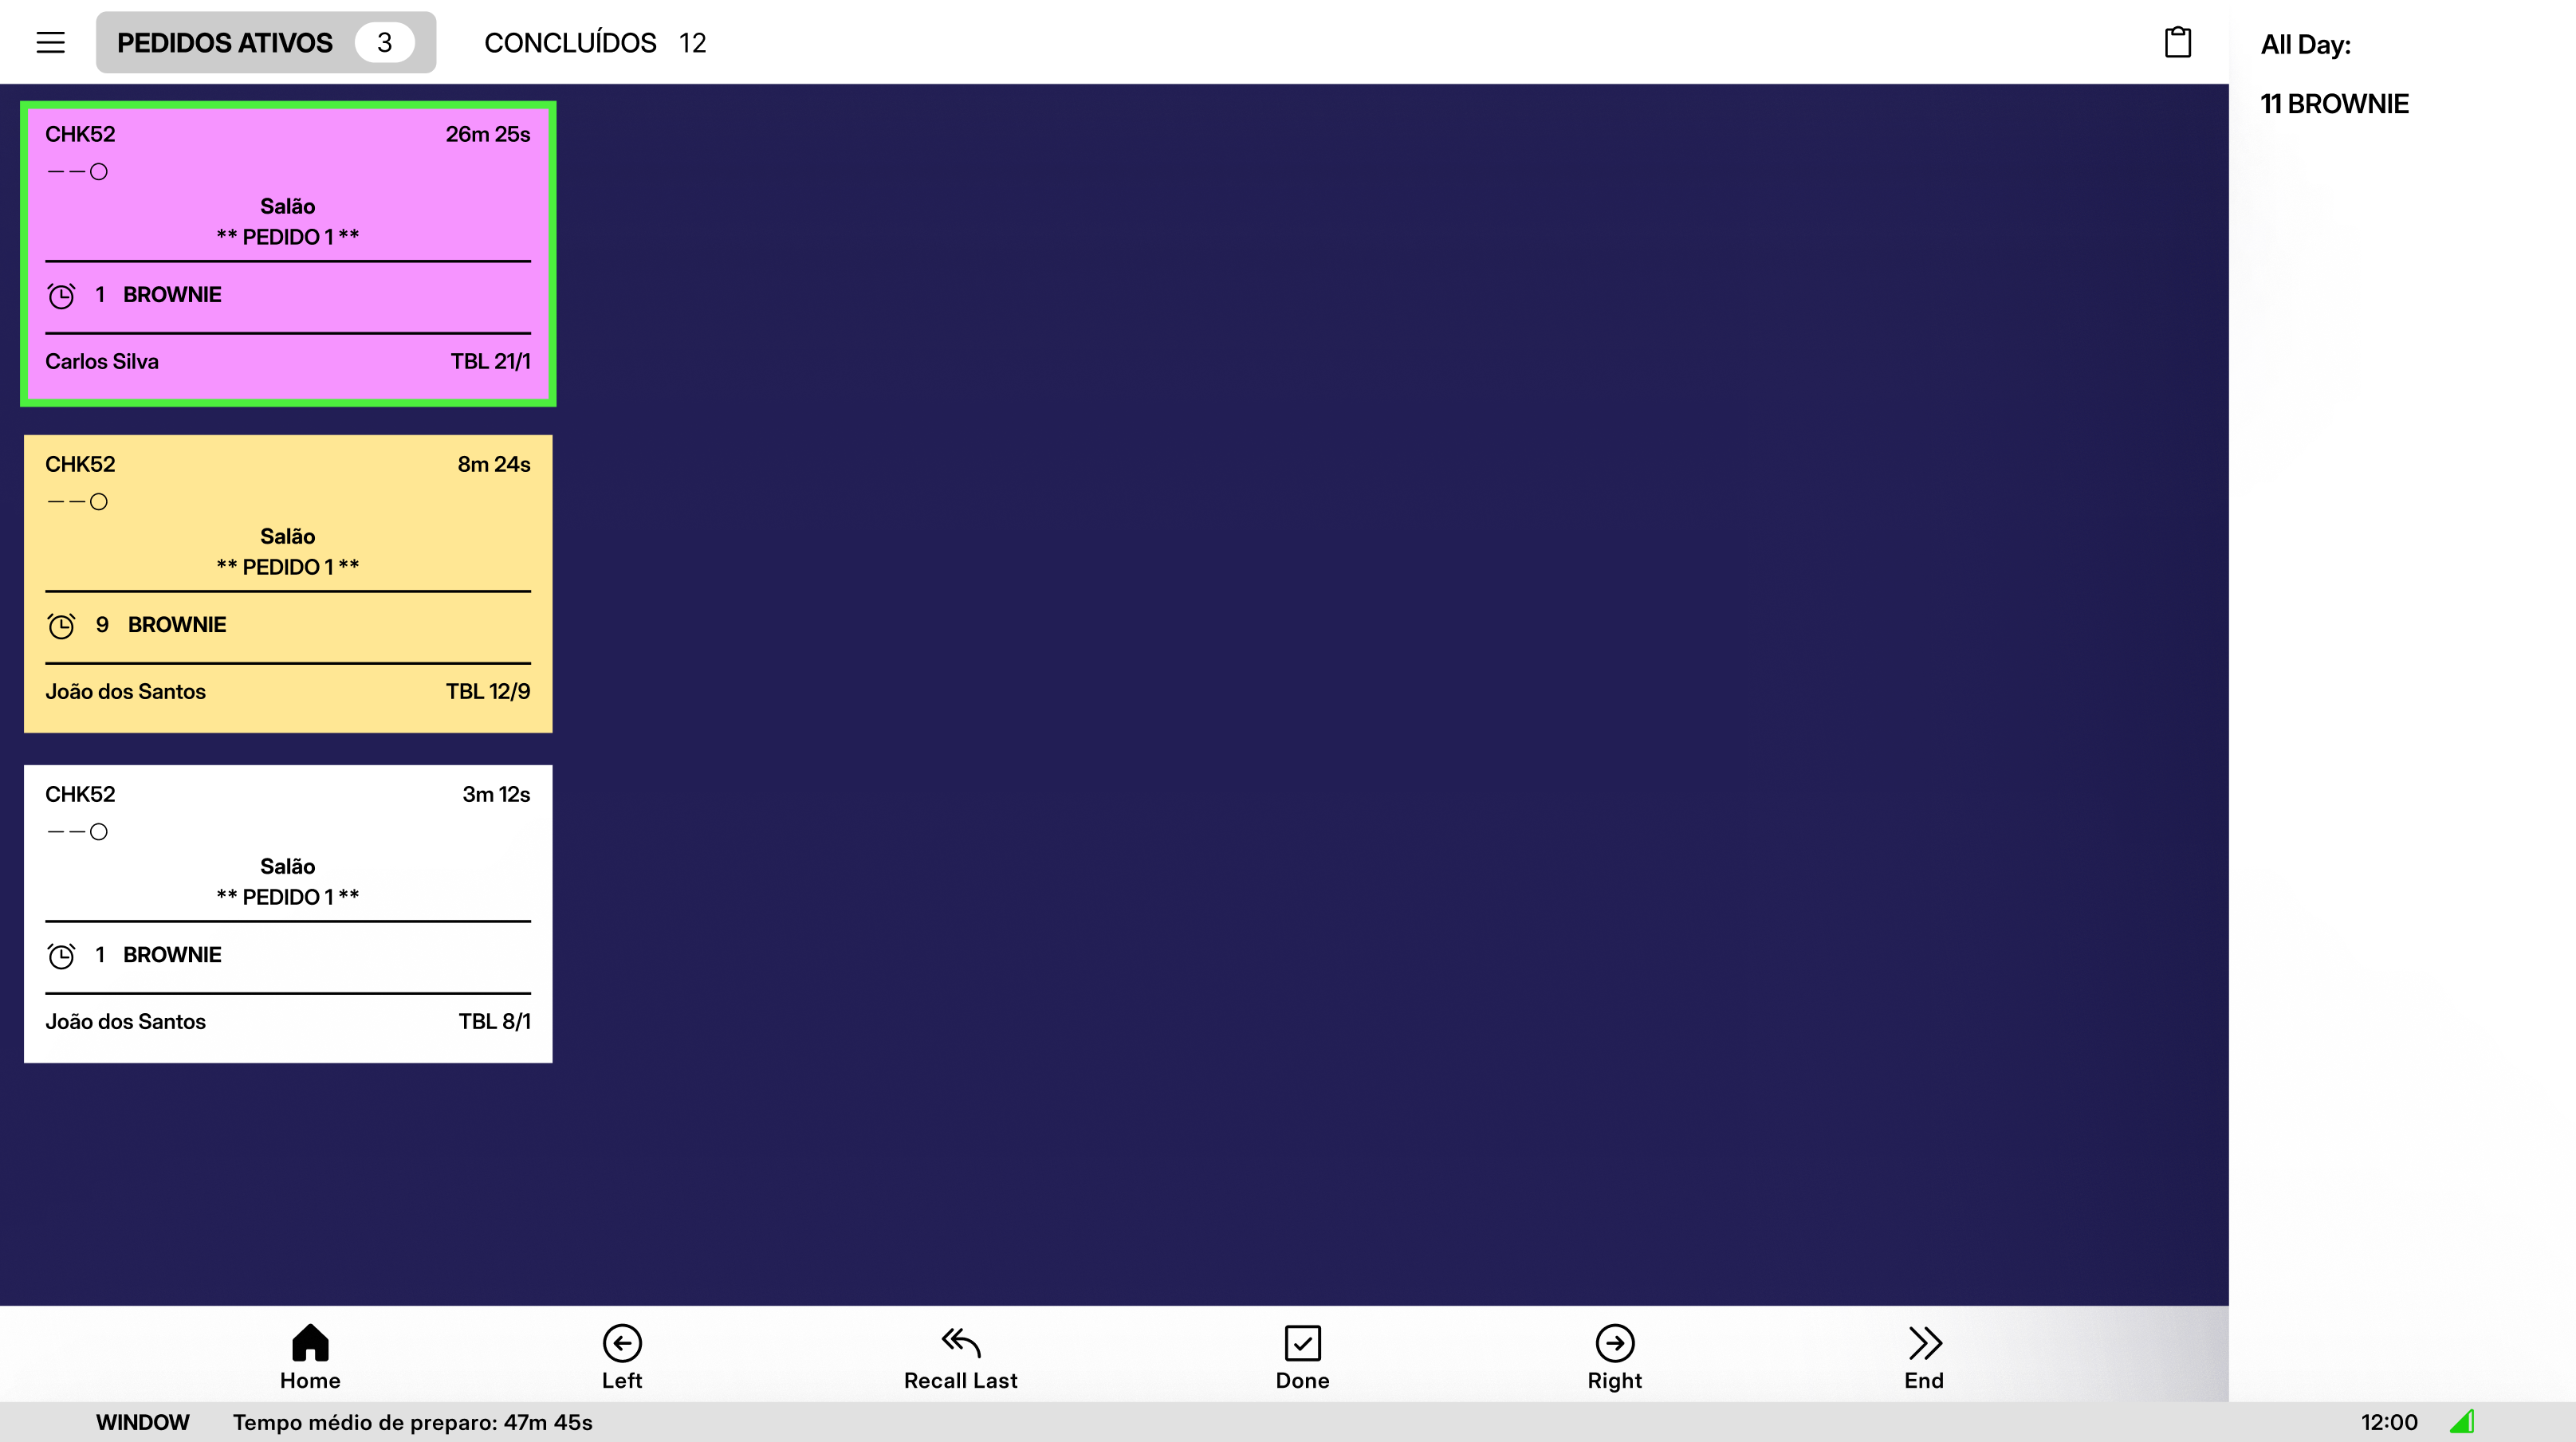 PEDIDOS ATIVOS 3 CONCLUÍDOS 12
All Day:
11 BROWNIE
CHK52 26m 25s
Salão
** PEDIDO 1 **
1 BROWNIE
Carlos Silva TBL 21/1
CHK52 8m 24s
Salão
** PEDIDO 1 **
9 BROWNIE
João dos Santos TBL 12/9
CHK52 3m 12s
Salão
** PEDIDO 1 **
1 BROWNIE
João dos Santos TBL 8/1
Home Left Recall Last Done Right End
WINDOW Tempo médio de preparo: 47m 45s 12:00